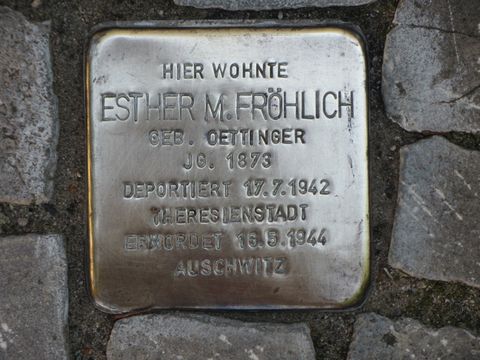 HIER WOHNTE
ESTHER M. FRÖHLICH
GEB. OETTINGER
JG. 1873
DEPORTIERT 17.7.1942
THERESIENSTADT
ERMORDET 16.5.1944
AUSCHWITZ